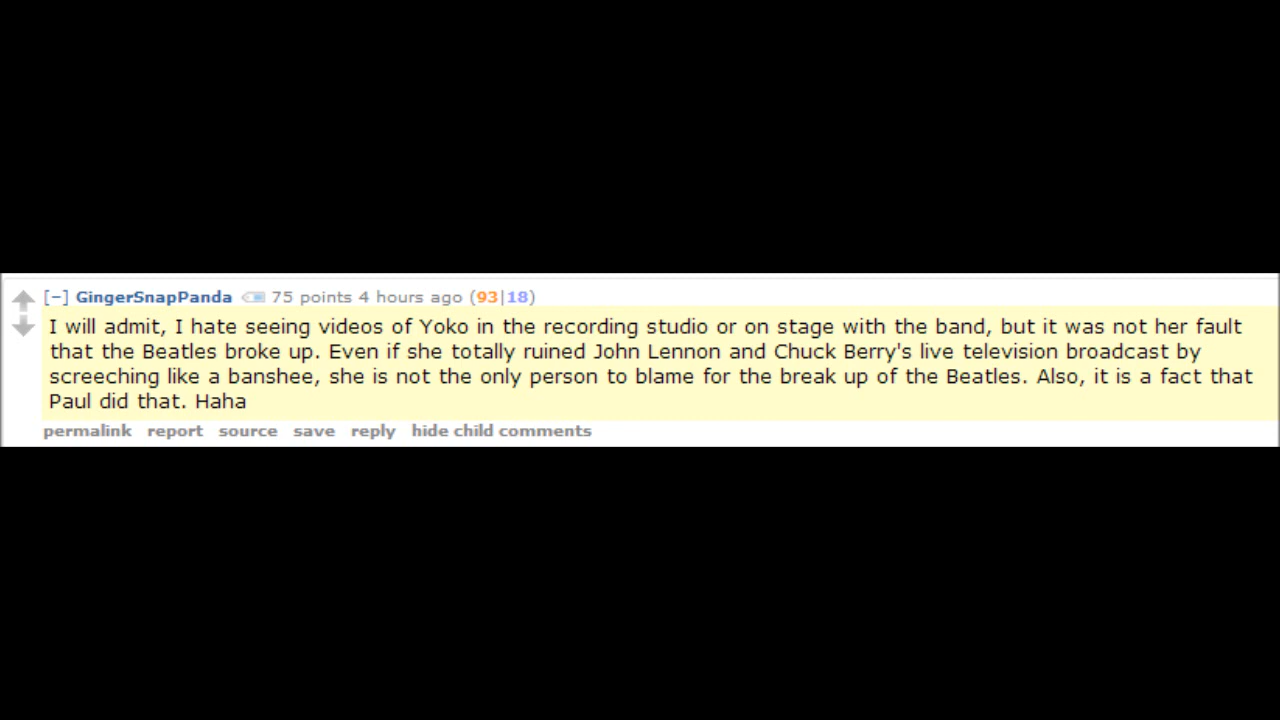 [−] GingerSnapPanda 75 points 4 hours ago (93|18)
I will admit, I hate seeing videos of Yoko in the recording studio or on stage with the band, but it was not her fault
that the Beatles broke up. Even if she totally ruined John Lennon and Chuck Berry's live television broadcast by
screeching like a banshee, she is not the only person to blame for the break up of the Beatles. Also, it is a fact that
Paul did that. Haha
permalink report source save reply hide child comments